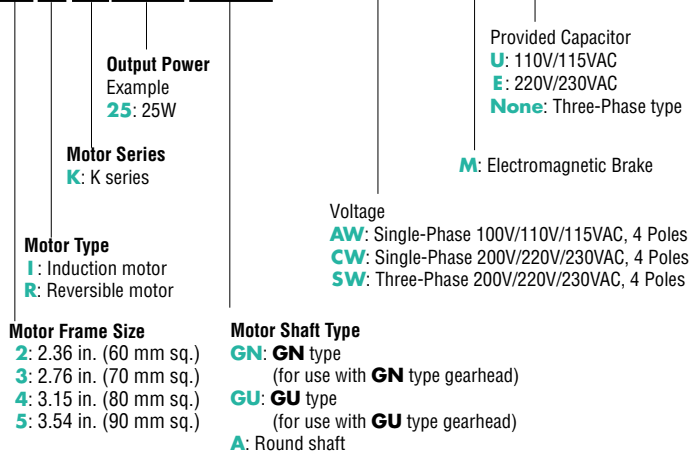 Provided Capacitor
U: 110V/115VAC
E: 220V/230VAC
None: Three-Phase type
Output Power
Example
25: 25W
Motor Series
K: K series
M: Electromagnetic Brake
Voltage
AW: Single-Phase 100V/110V/115VAC, 4 Poles
CW: Single-Phase 200V/220V/230VAC, 4 Poles
SW: Three-Phase 200V/220V/230VAC, 4 Poles
Motor Type
I: Induction motor
R: Reversible motor
Motor Frame Size
2: 2.36 in. (60 mm sq.)
3: 2.76 in. (70 mm sq.)
4: 3.15 in. (80 mm sq.)
5: 3.54 in. (90 mm sq.)
Motor Shaft Type
GN: GN type
(for use with GN type gearhead)
GU: GU type
(for use with GU type gearhead)
A: Round shaft